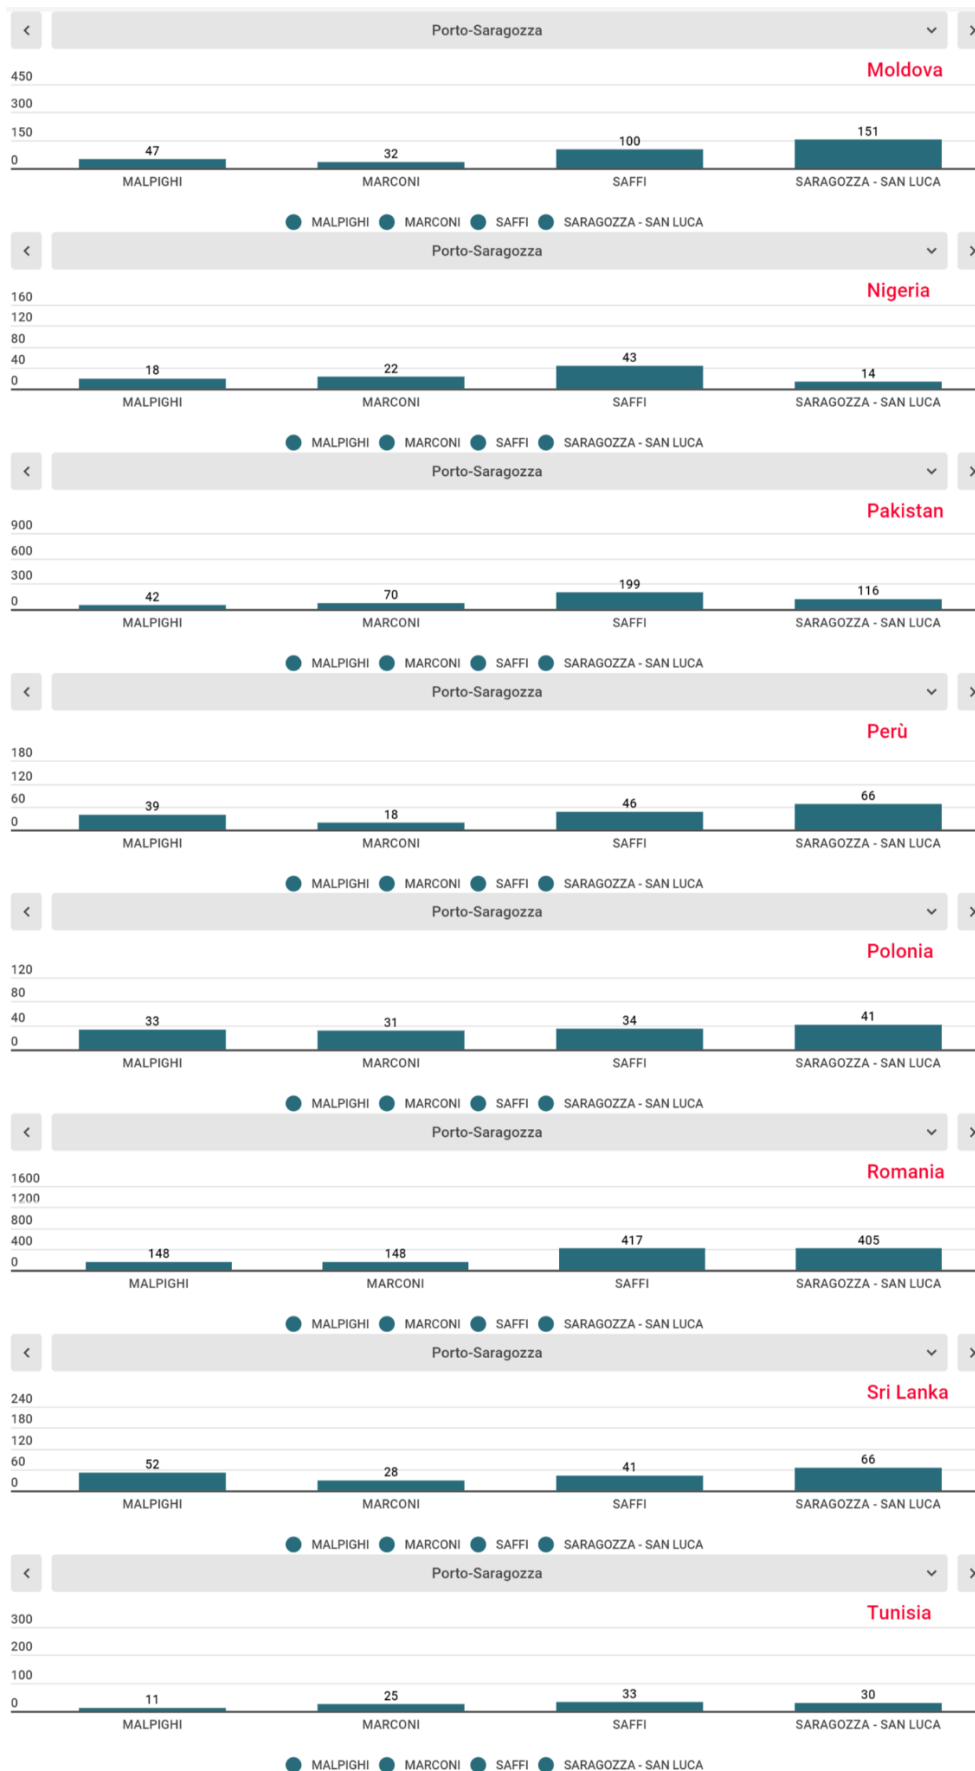 Porto-Saragozza
Moldova
450
300
150
0
47
32
100
151
MALPIGHI MARCONI SAFFI SARAGOZZA - SAN LUCA
MALPIGHI MARCONI SAFFI SARAGOZZA - SAN LUCA
Porto-Saragozza
Nigeria
160
120
80
40
0
18
22
43
14
MALPIGHI MARCONI SAFFI SARAGOZZA - SAN LUCA
MALPIGHI MARCONI SAFFI SARAGOZZA - SAN LUCA
Porto-Saragozza
Pakistan
900
600
300
0
42
70
199
116
MALPIGHI MARCONI SAFFI SARAGOZZA - SAN LUCA
MALPIGHI MARCONI SAFFI SARAGOZZA - SAN LUCA
Porto-Saragozza
Perù
180
120
60
0
39
18
46
66
MALPIGHI MARCONI SAFFI SARAGOZZA - SAN LUCA
MALPIGHI MARCONI SAFFI SARAGOZZA - SAN LUCA
Porto-Saragozza
Polonia
120
80
40
0
33
31
34
41
MALPIGHI MARCONI SAFFI SARAGOZZA - SAN LUCA
MALPIGHI MARCONI SAFFI SARAGOZZA - SAN LUCA
Porto-Saragozza
Romania
1600
1200
800
400
0
148
148
417
405
MALPIGHI MARCONI SAFFI SARAGOZZA - SAN LUCA
MALPIGHI MARCONI SAFFI SARAGOZZA - SAN LUCA
Porto-Saragozza
Sri Lanka
240
180
120
60
0
52
28
41
66
MALPIGHI MARCONI SAFFI SARAGOZZA - SAN LUCA
MALPIGHI MARCONI SAFFI SARAGOZZA - SAN LUCA
Porto-Saragozza
Tunisia
300
200
100
0
11
25
33
30
MALPIGHI MARCONI SAFFI SARAGOZZA - SAN LUCA
MALPIGHI MARCONI SAFFI SARAGOZZA - SAN LUCA